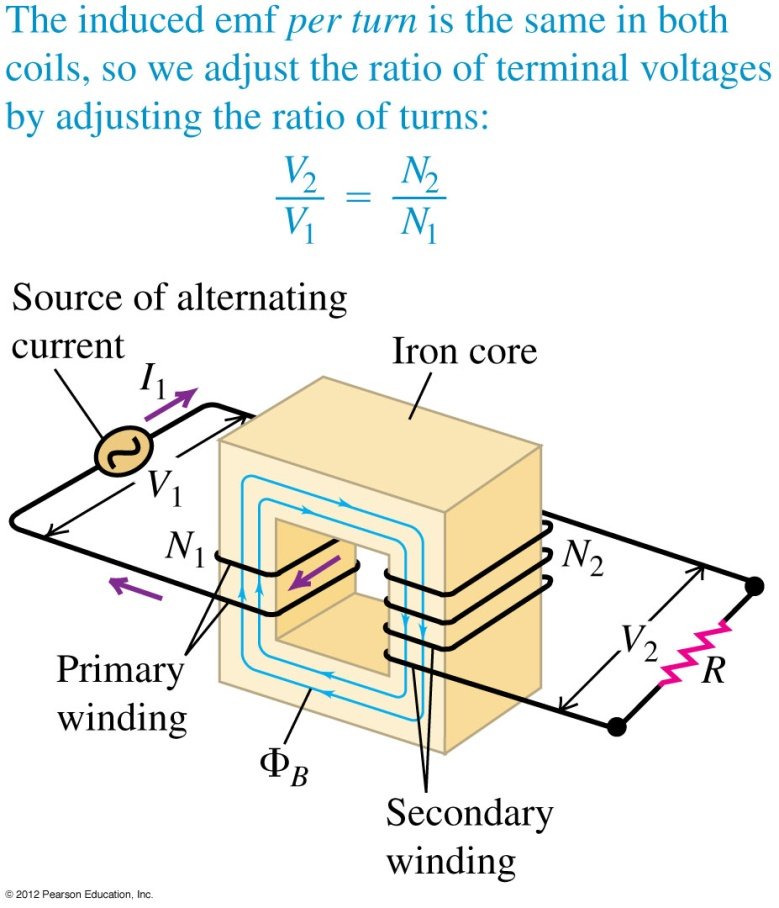 The induced emf per turn is the same in both
coils, so we adjust the ratio of terminal voltages
by adjusting the ratio of turns:
V₂/V₁ = N₂/N₁
Source of alternating
current
I₁
Iron core
V₁
N₁
N₂
V₂
R
Primary
winding
Φ_B
Secondary
winding
© 2012 Pearson Education, Inc.